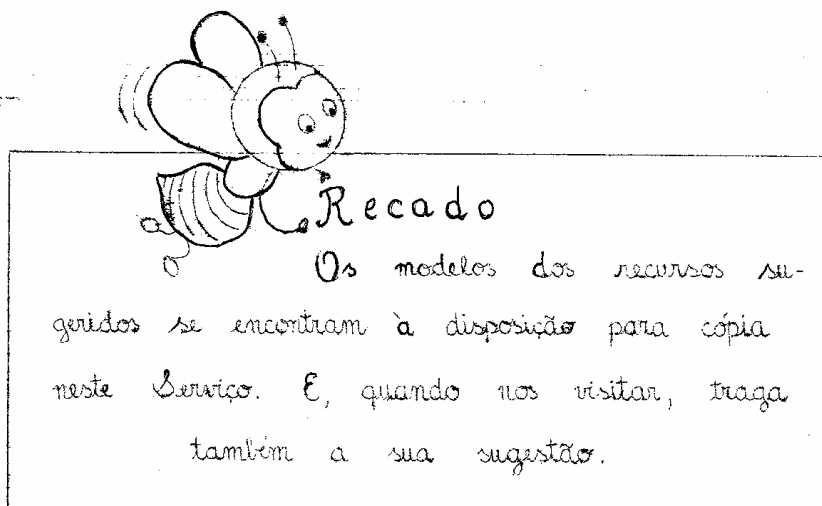 Recado
Os modelos dos recursos su-
geridos se encontram à disposição para cópia
neste Serviço. E, quando nos visitar, traga
também a sua sugestão.